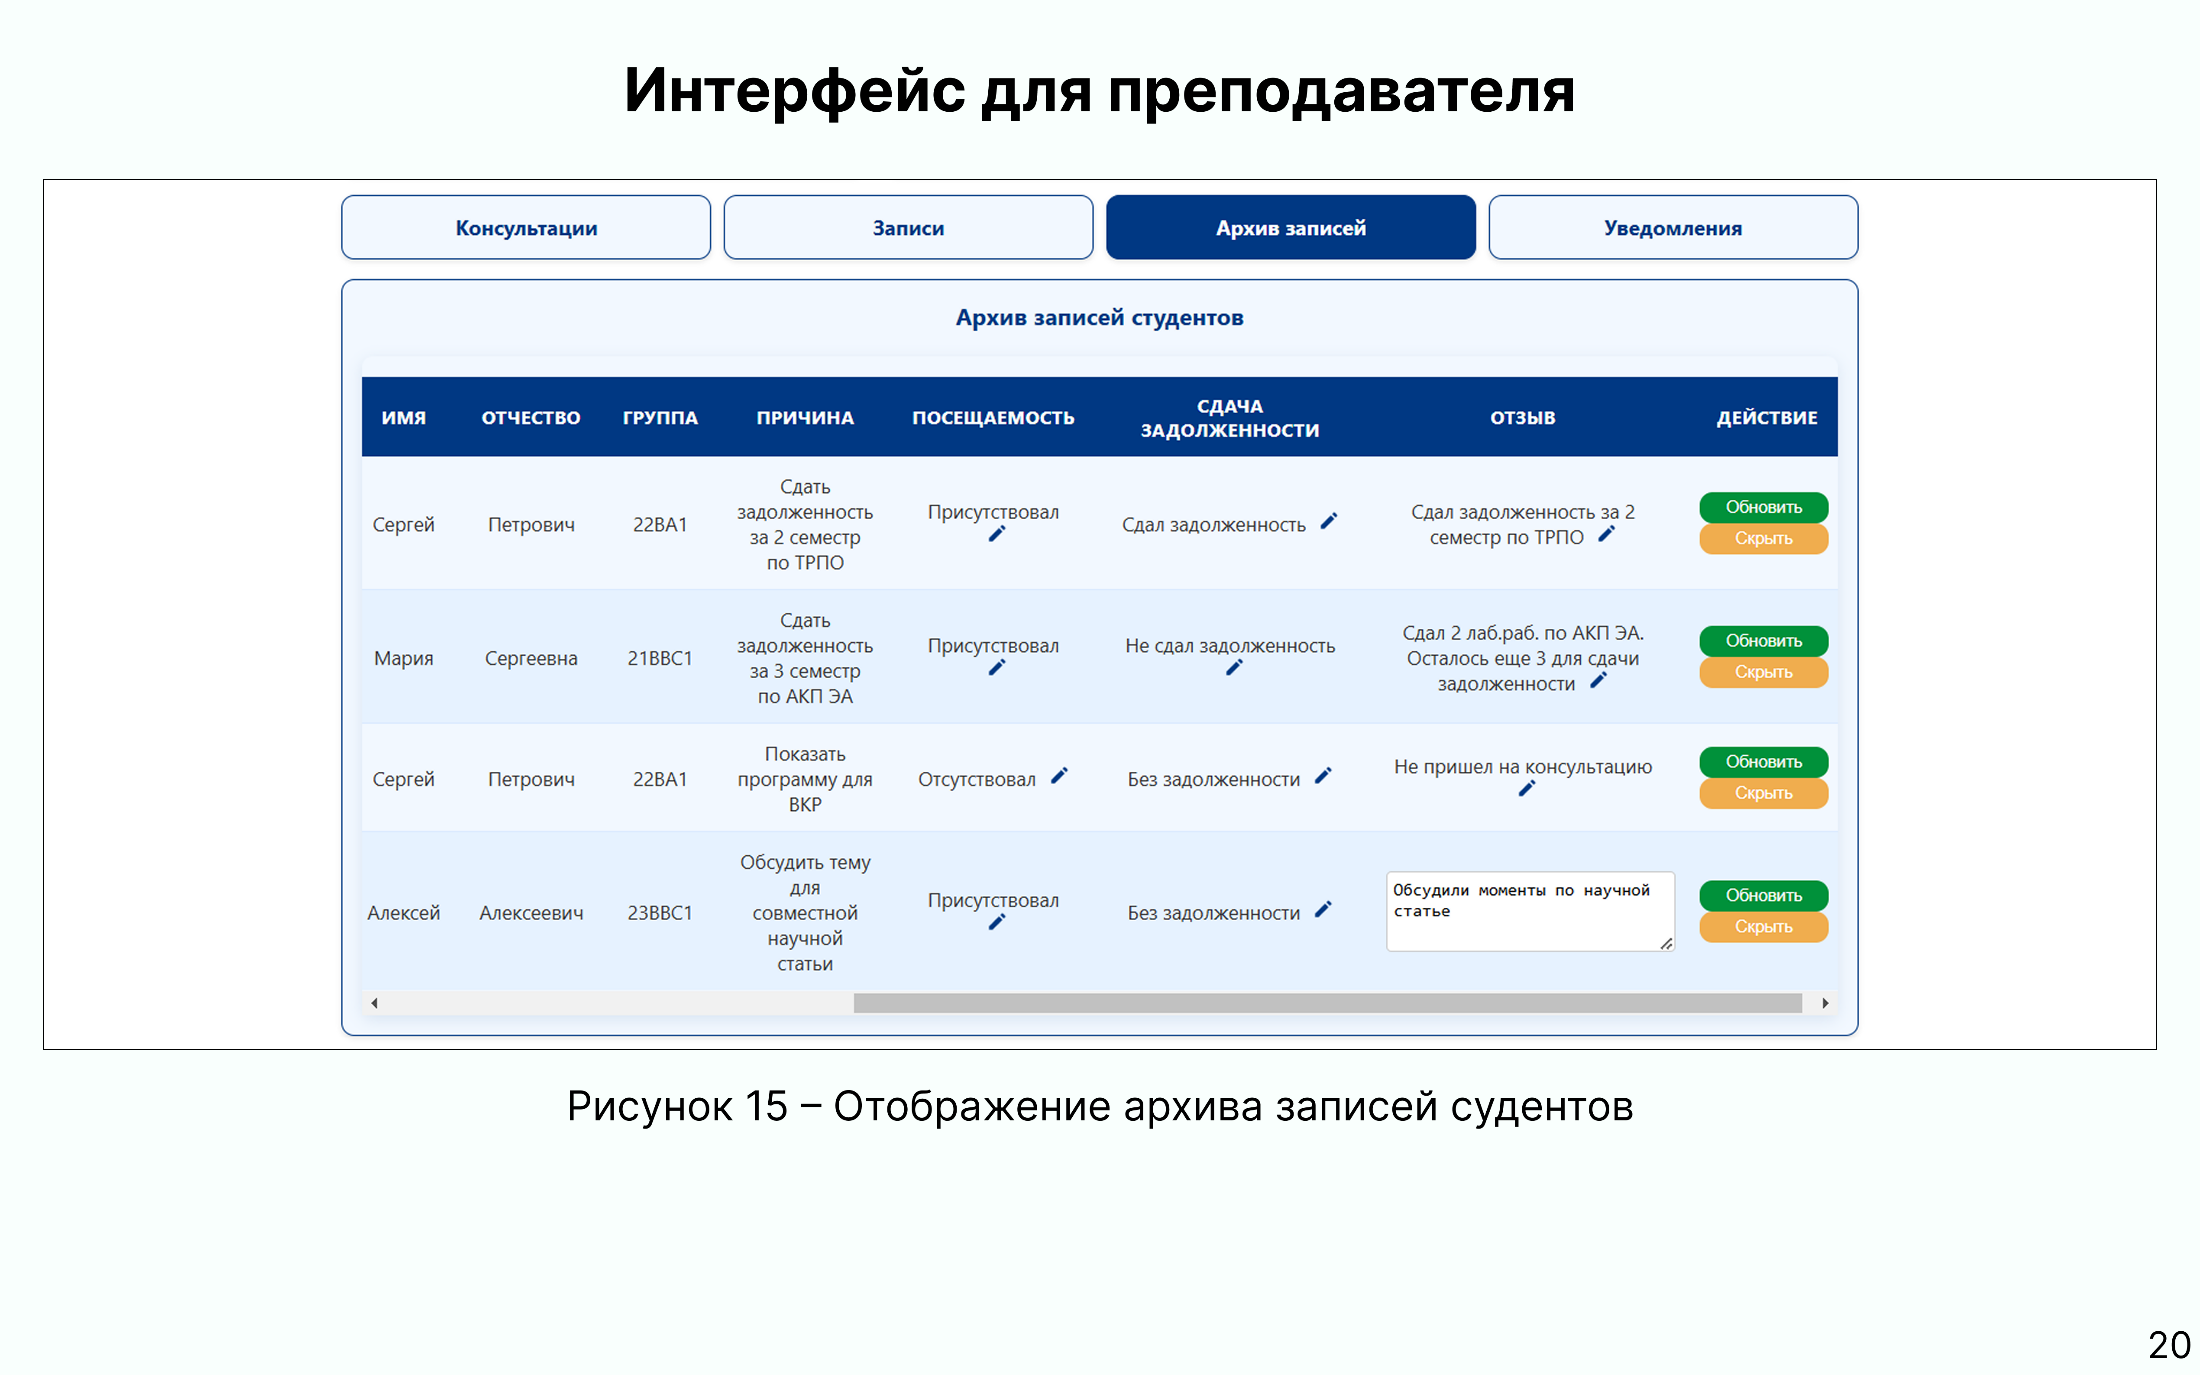 Интерфейс для преподавателя
Консультации
Записи
Архив записей
Уведомления
Архив записей студентов
ИМЯ
ОТЧЕСТВО
ГРУППА
ПРИЧИНА
ПОСЕЩАЕМОСТЬ
СДАЧА
ЗАДОЛЖЕННОСТИ
ОТЗЫВ
ДЕЙСТВИЕ
Сергей
Петрович
22ВА1
Сдать
задолженность
за 2 семестр
по ТРПО
Присутствовал
Сдал задолженность
Сдал задолженность за 2
семестр по ТРПО
Обновить
Скрыть
Мария
Сергеевна
21ВВС1
Сдать
задолженность
за 3 семестр
по АКП ЭА
Присутствовал
Не сдал задолженность
Сдал 2 лаб.раб. по АКП ЭА.
Осталось еще 3 для сдачи
задолженности
Обновить
Скрыть
Сергей
Петрович
22ВА1
Показать
программу для
ВКР
Отсутствовал
Без задолженности
Не пришел на консультацию
Обновить
Скрыть
Алексей
Алексеевич
23ВВС1
Обсудить тему
для
совместной
научной
статьи
Присутствовал
Без задолженности
Обсудили моменты по научной
статье
Обновить
Скрыть
Рисунок 15 – Отображение архива записей судентов
20